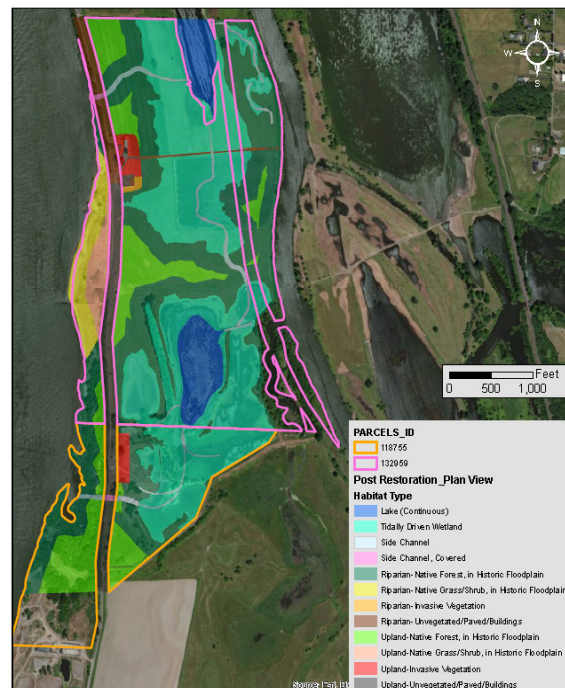 N
W
E
S
Feet
0 500 1,000
PARCELS_ID
118755
132959
Post Restoration_Plan View
Habitat Type
Lake (Continuous)
Tidally Driven Wetland
Side Channel
Side Channel, Covered
Riparian-Native Forest, in Historic Floodplain
Riparian-Native Grass/Shrub, in Historic Floodplain
Riparian-Invasive Vegetation
Riparian-Unvegetated/Paved/Buildings
Upland-Native Forest, in Historic Floodplain
Upland-Native Grass/Shrub, in Historic Floodplain
Upland-Invasive Vegetation
Upland-Unvegetated/Paved/Buildings
Source: Esri,